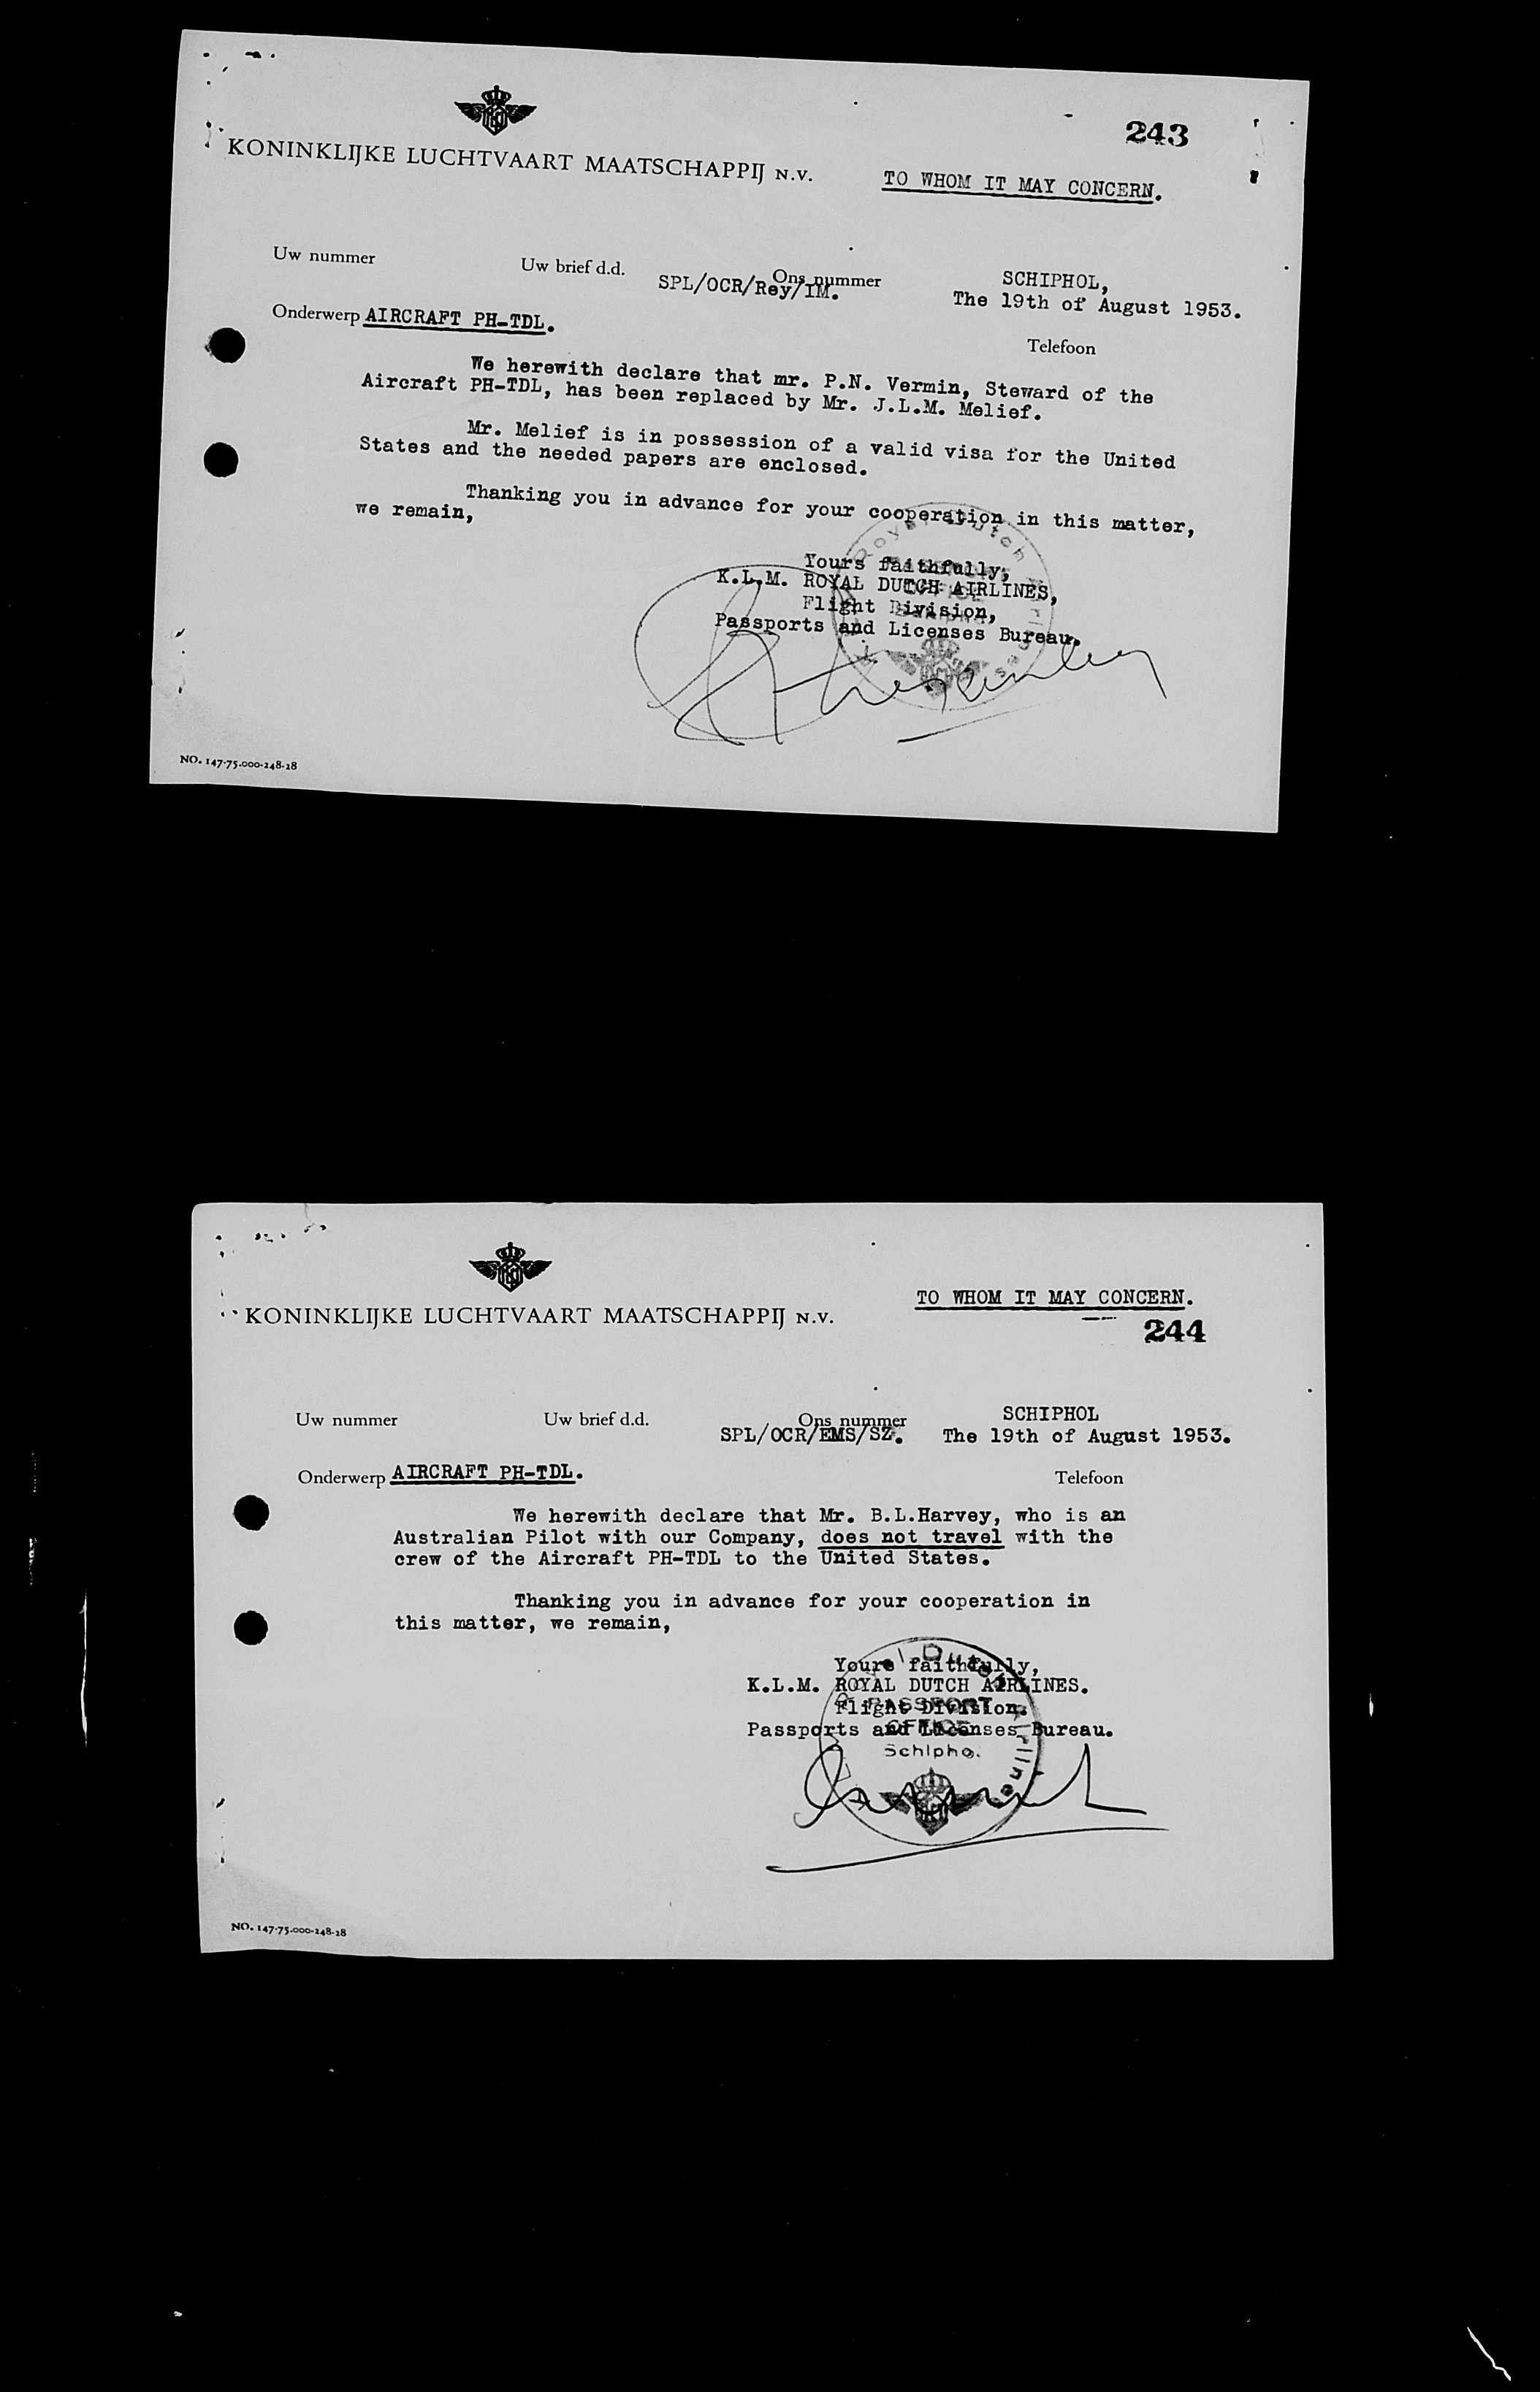 243
KONINKLIJKE LUCHTVAART MAATSCHAPPIJ N.V.
TO WHOM IT MAY CONCERN.
Uw nummer
Uw brief d.d.
Ons nummer
SPL/OCR/Rey/IM.
SCHIPHOL,
The 19th of August 1953.
Onderwerp AIRCRAFT PH-TDL.
Telefoon
We herewith declare that mr. P.N. Vermin, Steward of the
Aircraft PH-TDL, has been replaced by Mr. J.L.M. Melief.
Mr. Melief is in possession of a valid visa for the United
States and the needed papers are enclosed.
Thanking you in advance for your cooperation in this matter,
we remain,
Yours faithfully,
K.L.M. ROYAL DUTCH AIRLINES,
Flight Division,
Passports and Licenses Bureau.
Royal Dutch
NO. 147-75.000-248-28
KONINKLIJKE LUCHTVAART MAATSCHAPPIJ N.V.
TO WHOM IT MAY CONCERN.
244
Uw nummer
Uw brief d.d.
Ons nummer
SPL/OCR/EMS/SZ.
SCHIPHOL
The 19th of August 1953.
Onderwerp AIRCRAFT PH-TDL.
Telefoon
We herewith declare that Mr. B.L.Harvey, who is an
Australian Pilot with our Company, does not travel with the
crew of the Aircraft PH-TDL to the United States.
Thanking you in advance for your cooperation in
this matter, we remain,
Yours faithfully,
K.L.M. ROYAL DUTCH AIRLINES.
Flight Division.
Passports and Licenses Bureau.
PASSPORT
OFFICE
NO. 147-75.000-248-28